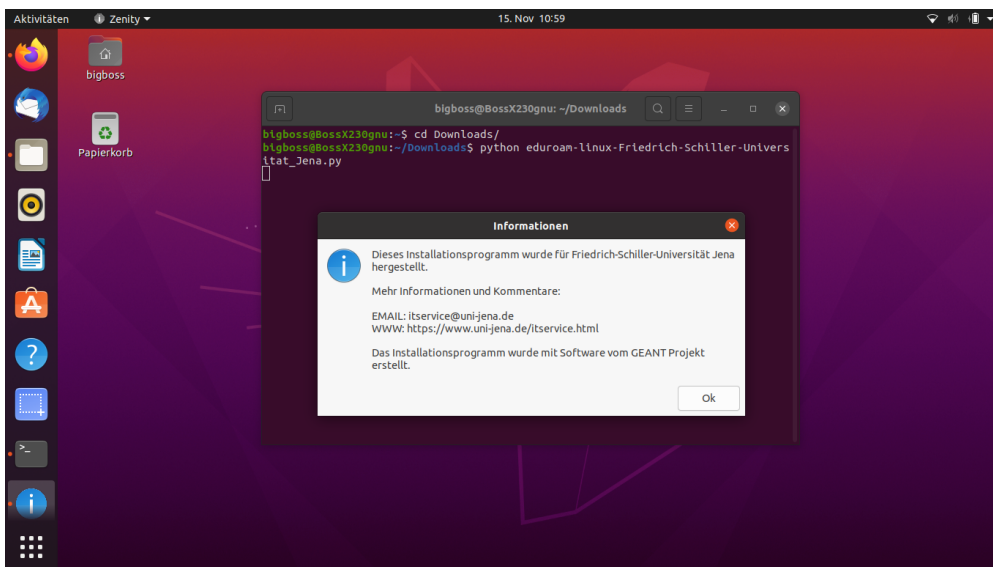 Aktivitäten Zenity 15. Nov 10:59
bigboss
Papierkorb
bigboss@BossX230gnu: ~/Downloads
bigboss@BossX230gnu:~$ cd Downloads/
bigboss@BossX230gnu:~/Downloads$ python eduroam-linux-Friedrich-Schiller-Univers
itat_Jena.py
Informationen
Dieses Installationsprogramm wurde für Friedrich-Schiller-Universität Jena
hergestellt.
Mehr Informationen und Kommentare:
EMAIL: itservice@uni-jena.de
WWW: https://www.uni-jena.de/itservice.html
Das Installationsprogramm wurde mit Software vom GEANT Projekt
erstellt.
Ok